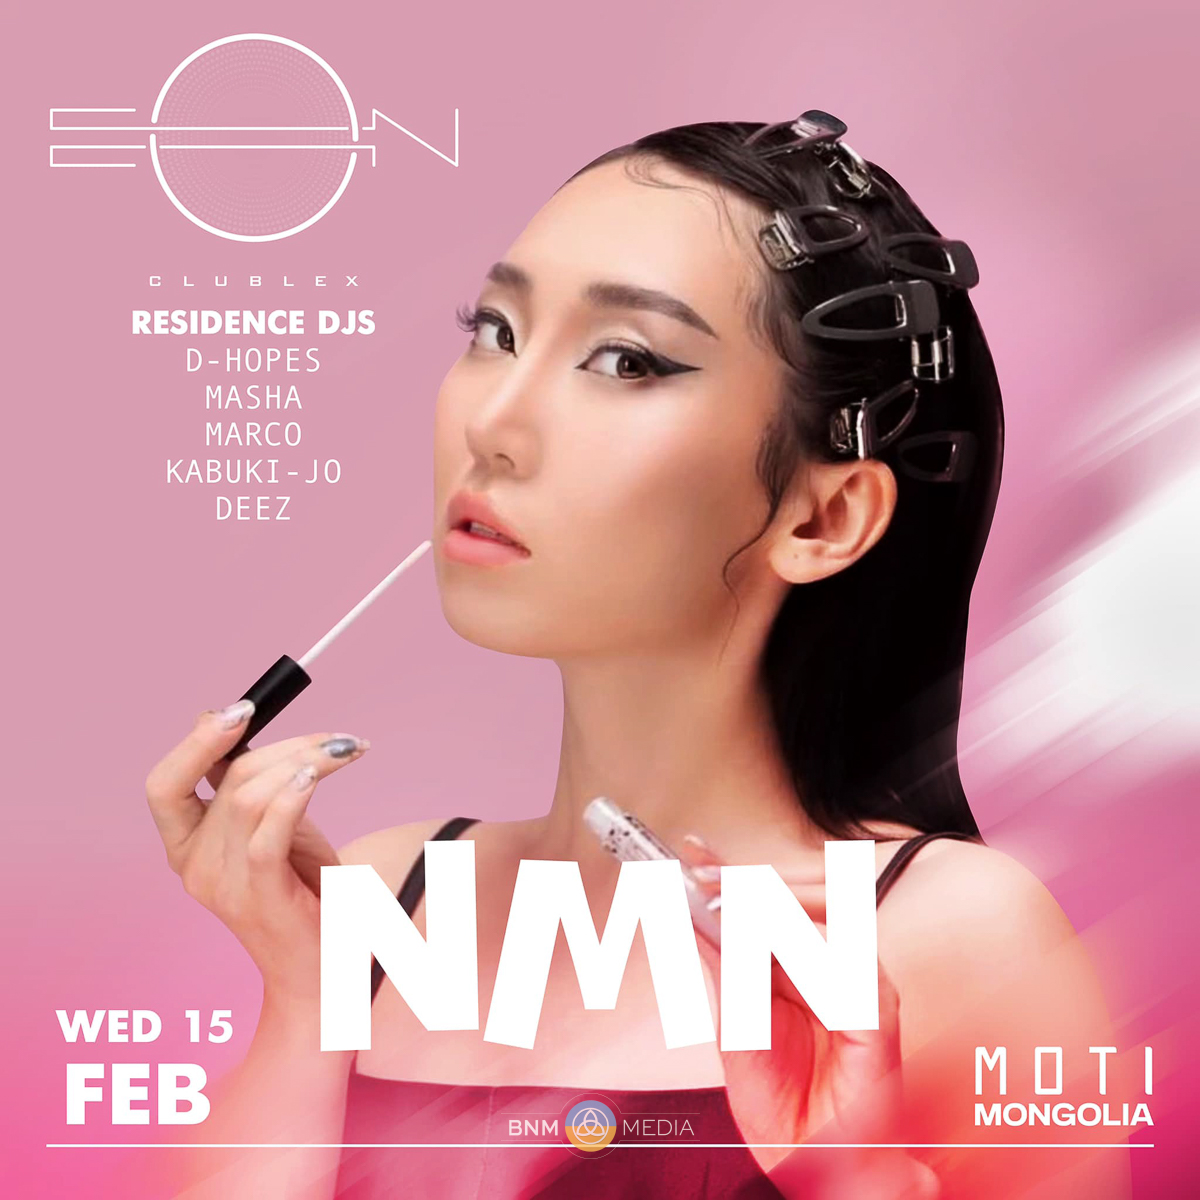 EON
CLUBLEX
RESIDENCE DJS
D-HOPES
MASHA
MARCO
KABUKI-JO
DEEZ
NMN
WED 15
FEB
MOTI
MONGOLIA
BNM MEDIA